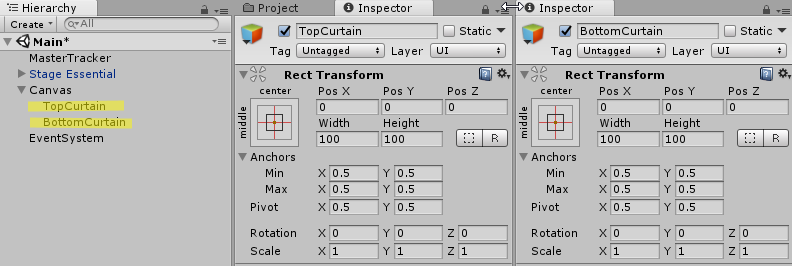 Hierarchy
Create All
Main*
MasterTracker
Stage Essential
Canvas
TopCurtain
BottomCurtain
EventSystem
Project Inspector
TopCurtain Static
Tag Untagged Layer UI
Rect Transform
center Pos X Pos Y Pos Z
middle 0 0 0
Width Height
100 100 R
Anchors
Min X 0.5 Y 0.5
Max X 0.5 Y 0.5
Pivot X 0.5 Y 0.5
Rotation X 0 Y 0 Z 0
Scale X 1 Y 1 Z 1
Inspector
BottomCurtain Static
Tag Untagged Layer UI
Rect Transform
center Pos X Pos Y Pos Z
middle 0 0 0
Width Height
100 100 R
Anchors
Min X 0.5 Y 0.5
Max X 0.5 Y 0.5
Pivot X 0.5 Y 0.5
Rotation X 0 Y 0 Z 0
Scale X 1 Y 1 Z 1